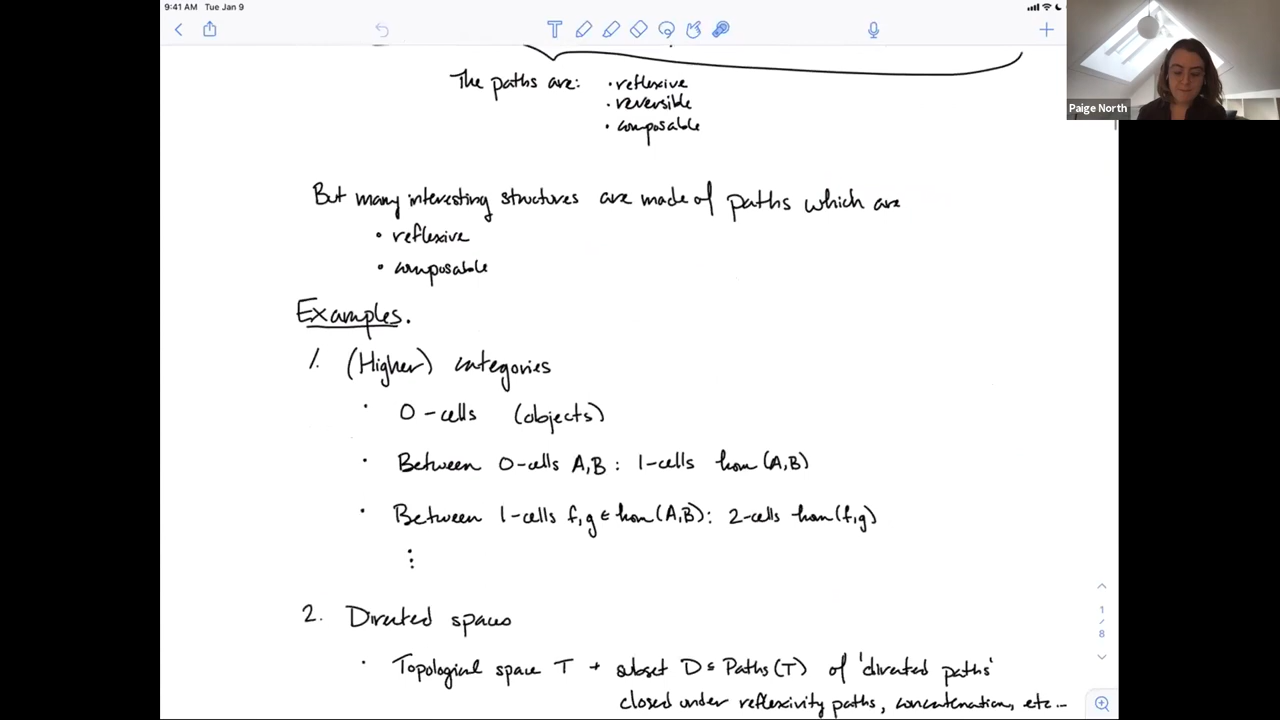 9:41 AM Tue Jan 9
Paige North
The paths are: · reflexive
· reversible
· composable
But many interesting structures are made of paths which are
• reflexive
• composable
Examples.
1. (Higher) categories
· 0-cells (objects)
· Between 0-cells A,B : 1-cells hom(A,B)
· Between 1-cells f,g ∈ hom(A,B): 2-cells hom(f,g)
⋮
2. Directed spaces
· Topological space T + subset D ⊆ Paths(T) of 'directed paths'
closed under reflexivity paths, concatenation, etc...
1
/
8